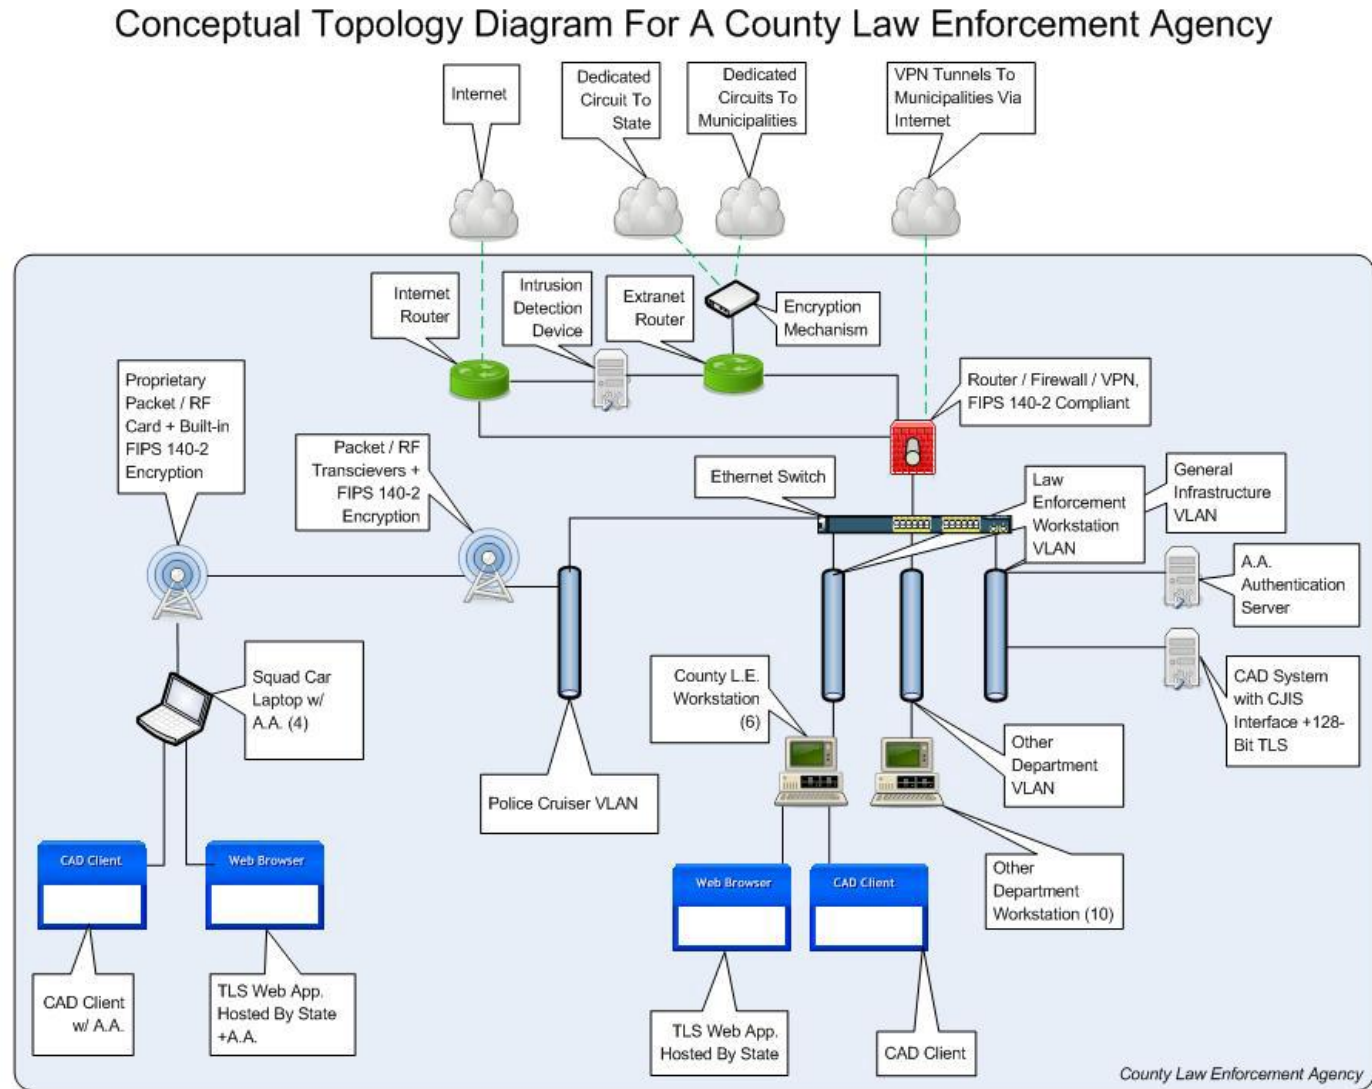 Conceptual Topology Diagram For A County Law Enforcement Agency
Internet
Dedicated
Circuit To
State
Dedicated
Circuits To
Municipalities
VPN Tunnels To
Municipalities Via
Internet
Internet
Router
Intrusion
Detection
Device
Extranet
Router
Encryption
Mechanism
Proprietary
Packet / RF
Card + Built-in
FIPS 140-2
Encryption
Packet / RF
Transcievers +
FIPS 140-2
Encryption
Router / Firewall / VPN,
FIPS 140-2 Compliant
Ethernet Switch
Law
Enforcement
Workstation
VLAN
General
Infrastructure
VLAN
A.A.
Authentication
Server
Squad Car
Laptop w/
A.A. (4)
County L.E.
Workstation
(6)
CAD System
with CJIS
Interface +128-
Bit TLS
Police Cruiser VLAN
Other
Department
VLAN
Other
Department
Workstation (10)
CAD Client
Web Browser
Web Browser
CAD Client
CAD Client
w/ A.A.
TLS Web App.
Hosted By State
+A.A.
TLS Web App.
Hosted By State
CAD Client
County Law Enforcement Agency